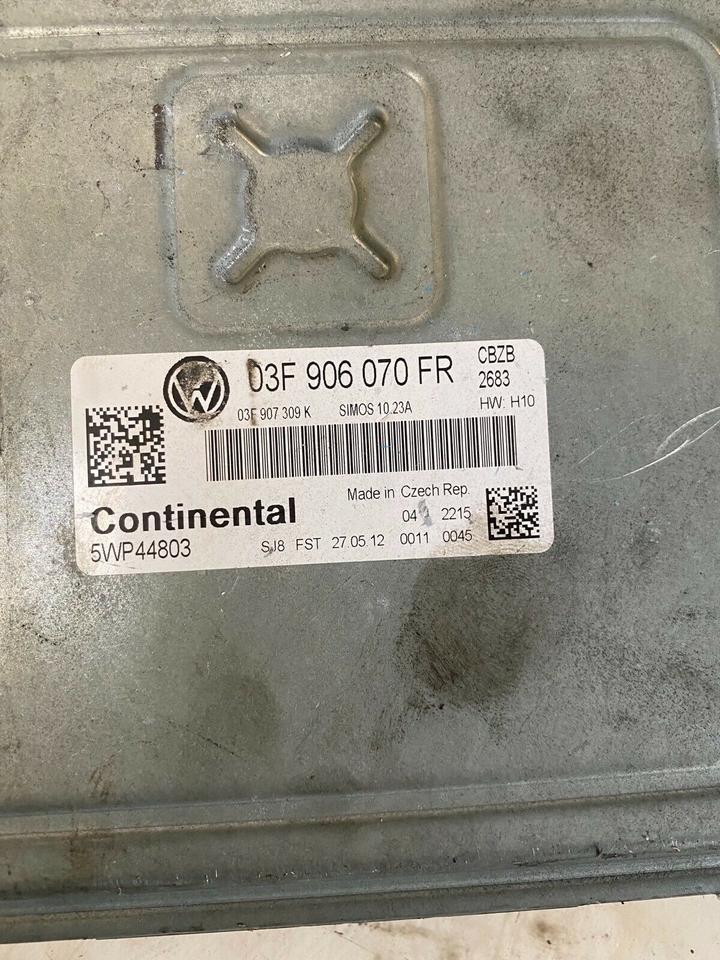 03F 906 070 FR
CBZB
2683
03F 907 309 K SIMOS 10.23A HW: H10
Continental
Made in Czech Rep.
2215
5WP44803 SJ8 FST 27.05.12 0011 0045